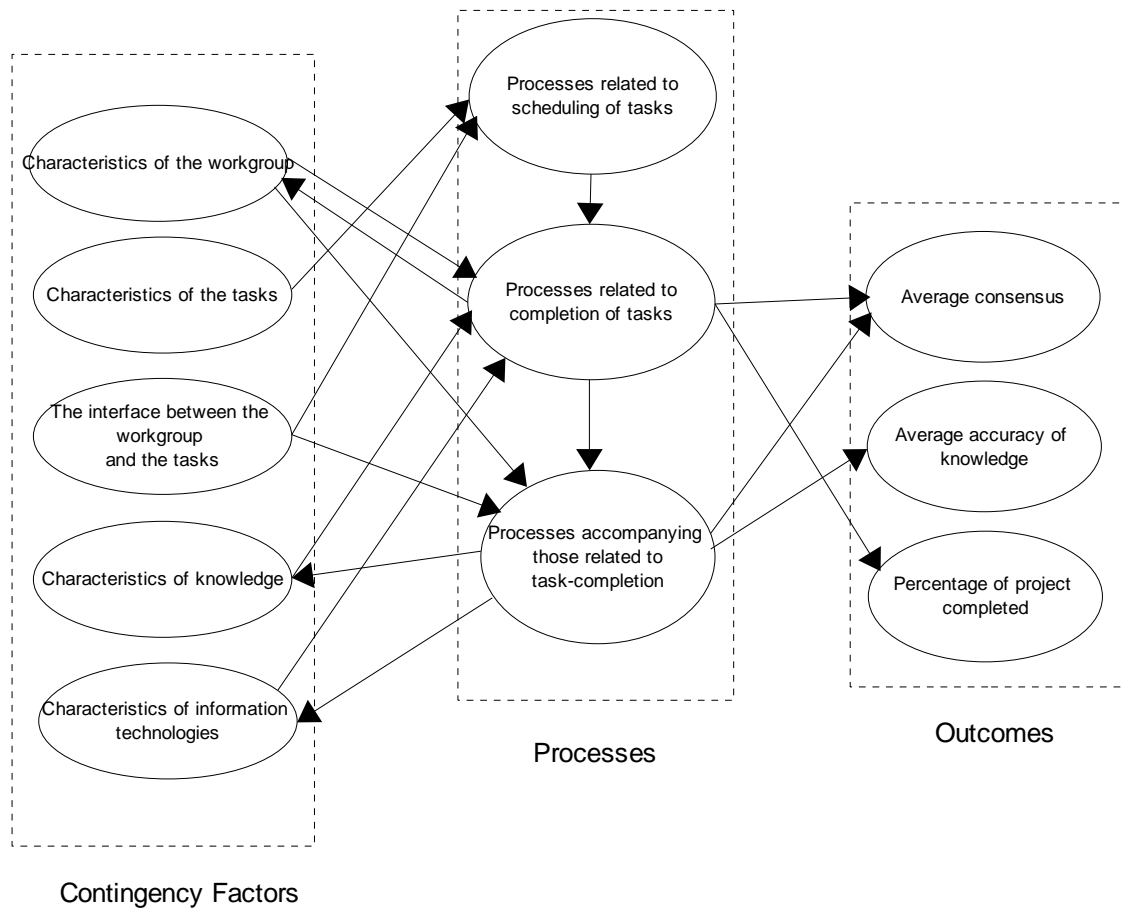 Characteristics of the workgroup
Characteristics of the tasks
The interface between the
workgroup
and the tasks
Characteristics of knowledge
Characteristics of information
technologies
Contingency Factors
Processes related to
scheduling of tasks
Processes related to
completion of tasks
Processes accompanying
those related to
task-completion
Processes
Average consensus
Average accuracy of
knowledge
Percentage of project
completed
Outcomes